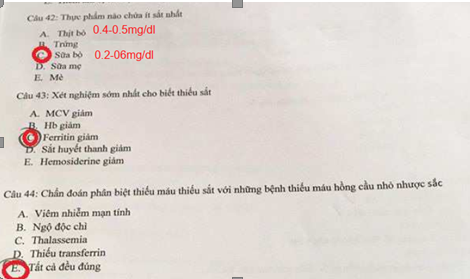 Câu 42: Thực phẩm nào chứa ít sắt nhất
A. Thịt bò 0.4-0.5mg/dl
B. Trứng
C Sữa bò 0.2-06mg/dl
D. Sữa mẹ
E. Mè
Câu 43: Xét nghiệm sớm nhất cho biết thiếu sắt
A. MCV giảm
B. Hb giảm
C Ferritin giảm
D. Sắt huyết thanh giảm
E. Hemosiderine giảm
Câu 44: Chẩn đoán phân biệt thiếu máu thiếu sắt với những bệnh thiếu máu hồng cầu nhỏ nhược sắc
A. Viêm nhiễm mạn tính
B. Ngộ độc chì
C. Thalassemia
D. Thiếu transferrin
E. Tất cả đều đúng